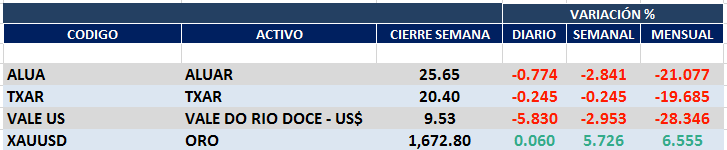 VARIACIÓN %
CODIGO ACTIVO CIERRE SEMANA DIARIO SEMANAL MENSUAL
ALUA ALUAR 25.65 -0.774 -2.841 -21.077
TXAR TXAR 20.40 -0.245 -0.245 -19.685
VALE US VALE DO RIO DOCE - US$ 9.53 -5.830 -2.953 -28.346
XAUUSD ORO 1,672.80 0.060 5.726 6.555